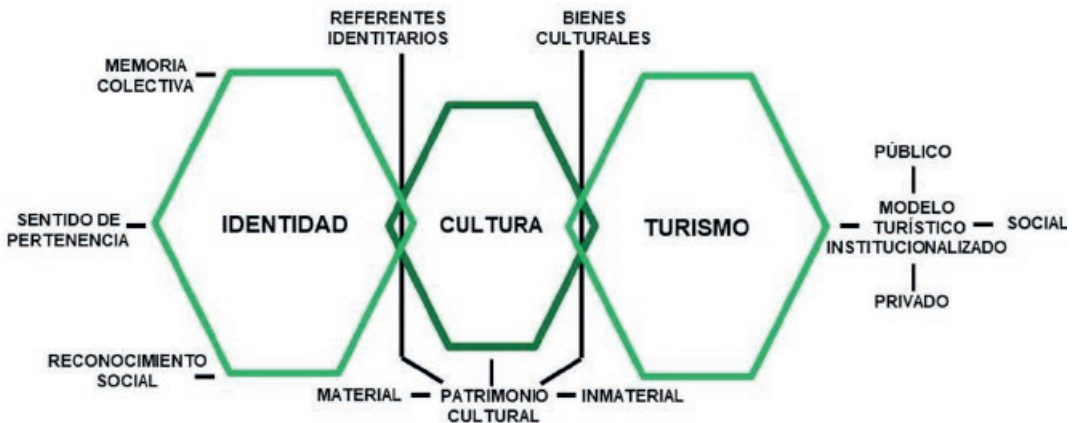 REFERENTES
IDENTITARIOS
BIENES
CULTURALES
MEMORIA
COLECTIVA
SENTIDO DE
PERTENENCIA
RECONOCIMIENTO
SOCIAL
IDENTIDAD
CULTURA
TURISMO
PÚBLICO
MODELO
TURÍSTICO
INSTITUCIONALIZADO
SOCIAL
PRIVADO
MATERIAL
PATRIMONIO
CULTURAL
INMATERIAL